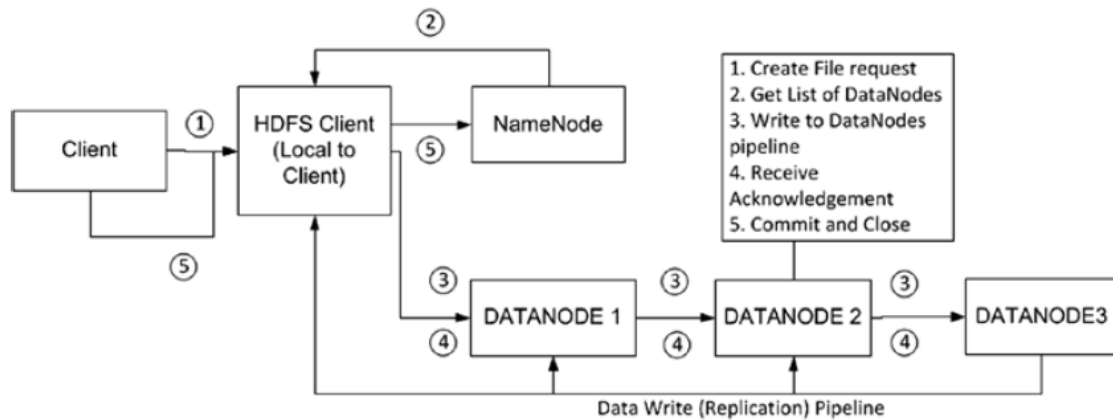 ②
1. Create File request
2. Get List of DataNodes
3. Write to DataNodes
pipeline
4. Receive
Acknowledgement
5. Commit and Close
Client
①
HDFS Client
(Local to
Client)
⑤
NameNode
⑤
③
DATANODE 1
④
③
④
DATANODE 2
③
④
DATANODE3
Data Write (Replication) Pipeline